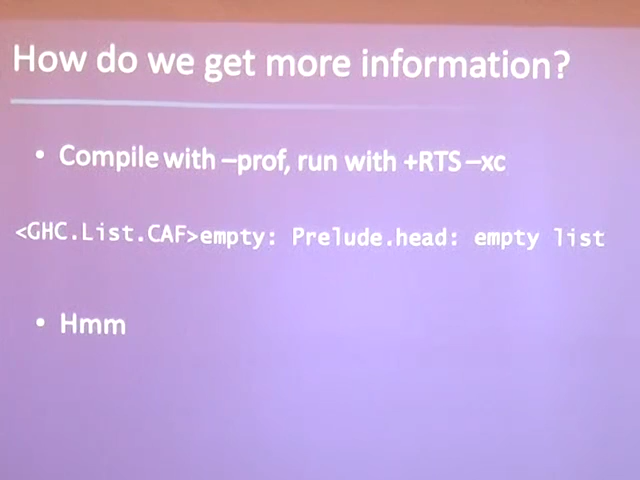 How do we get more information?
• Compile with –prof, run with +RTS –xc
<GHC.List.CAF>empty: Prelude.head: empty list
• Hmm